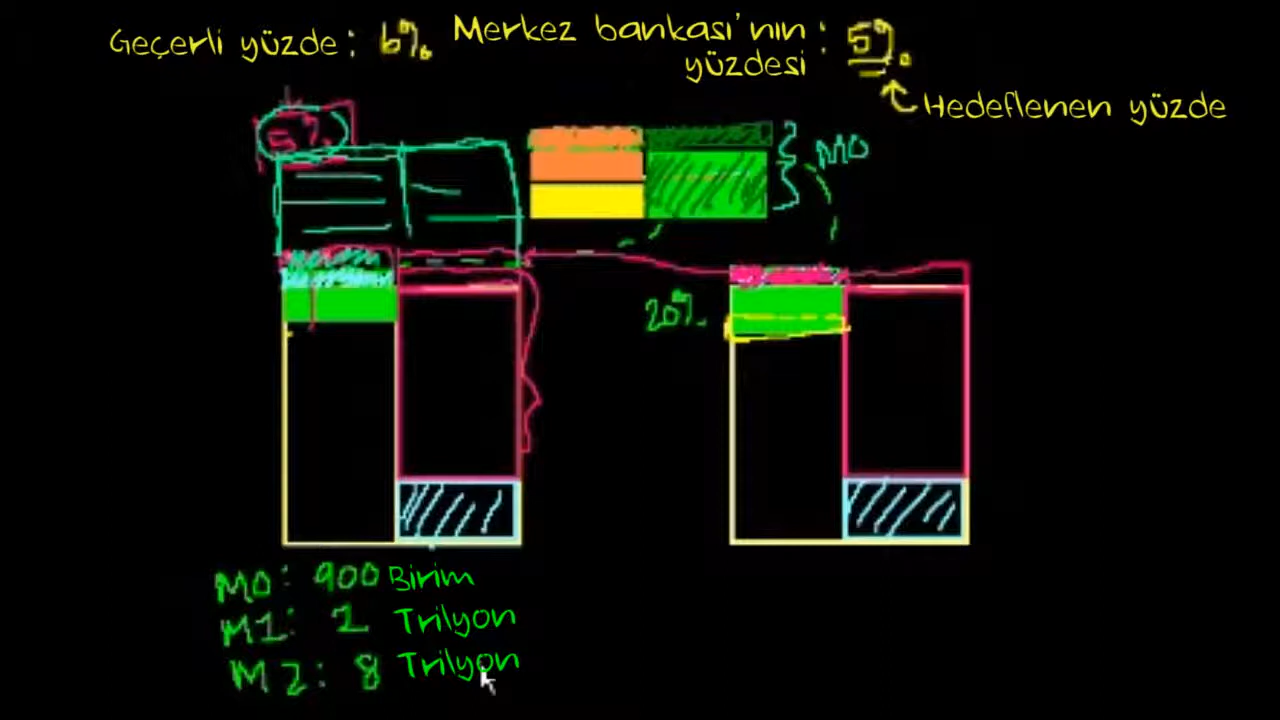 Geçerli yüzde: 6%
Merkez bankası'nın yüzdesi: 5%
Hedeflenen yüzde
5%
M0
20%
M0: 900 Birim
M1: 2 Trilyon
M2: 8 Trilyon